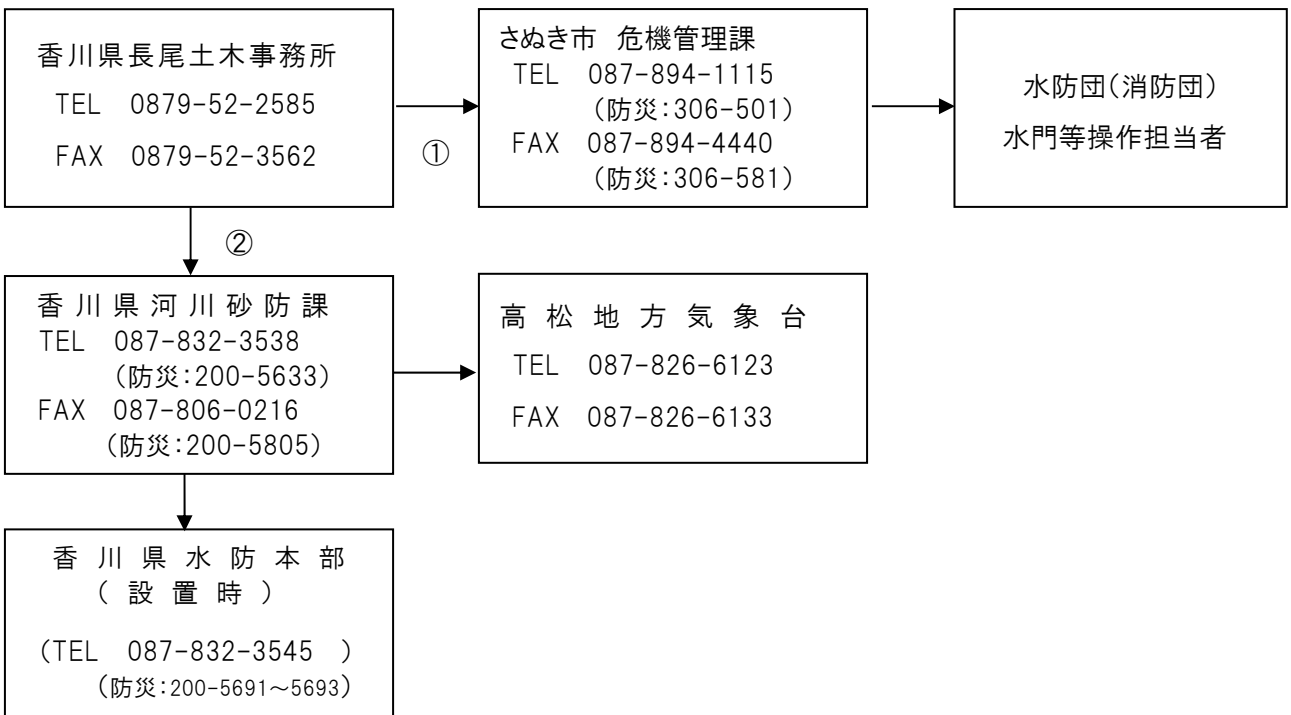 香川県長尾土木事務所
TEL 0879-52-2585
FAX 0879-52-3562
①
さぬき市 危機管理課
TEL 087-894-1115
(防災:306-501)
FAX 087-894-4440
(防災:306-581)
水防団(消防団)
水門等操作担当者
②
香川県河川砂防課
TEL 087-832-3538
(防災:200-5633)
FAX 087-806-0216
(防災:200-5805)
高松地方気象台
TEL 087-826-6123
FAX 087-826-6133
香川県水防本部
(設置時)
(TEL 087-832-3545 )
(防災:200-5691～5693)